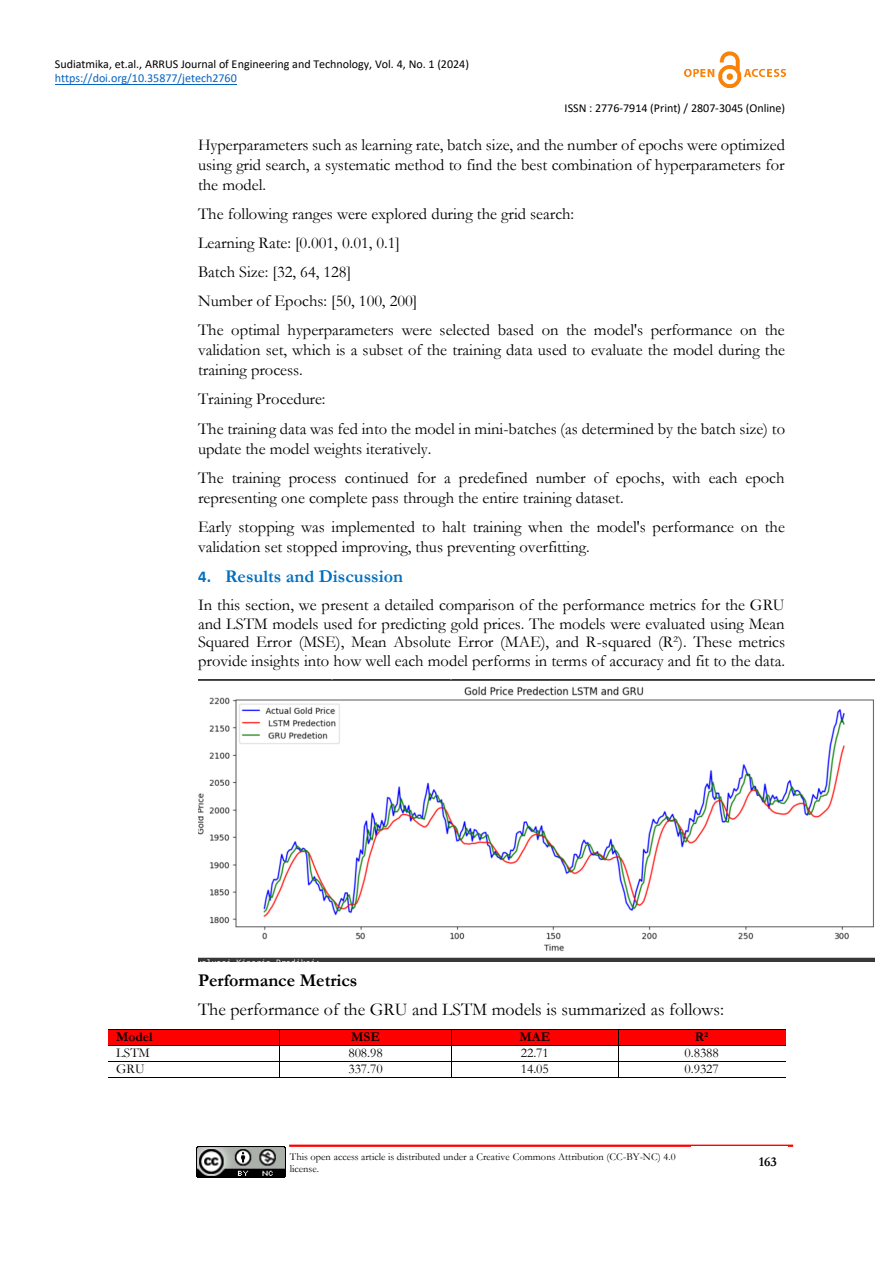 Sudiatmika, et.al., ARRUS Journal of Engineering and Technology, Vol. 4, No. 1 (2024)
https://doi.org/10.35877/jetech2760
OPEN ACCESS
ISSN : 2776-7914 (Print) / 2807-3045 (Online)
Hyperparameters such as learning rate, batch size, and the number of epochs were optimized
using grid search, a systematic method to find the best combination of hyperparameters for
the model.
The following ranges were explored during the grid search:
Learning Rate: [0.001, 0.01, 0.1]
Batch Size: [32, 64, 128]
Number of Epochs: [50, 100, 200]
The optimal hyperparameters were selected based on the model's performance on the
validation set, which is a subset of the training data used to evaluate the model during the
training process.
Training Procedure:
The training data was fed into the model in mini-batches (as determined by the batch size) to
update the model weights iteratively.
The training process continued for a predefined number of epochs, with each epoch
representing one complete pass through the entire training dataset.
Early stopping was implemented to halt training when the model's performance on the
validation set stopped improving, thus preventing overfitting.
4. Results and Discussion
In this section, we present a detailed comparison of the performance metrics for the GRU
and LSTM models used for predicting gold prices. The models were evaluated using Mean
Squared Error (MSE), Mean Absolute Error (MAE), and R-squared (R²). These metrics
provide insights into how well each model performs in terms of accuracy and fit to the data.
Gold Price Predection LSTM and GRU
2200
2150
2100
2050
2000
1950
1900
1850
1800
Gold Price
Actual Gold Price
LSTM Predection
GRU Predetion
0 50 100 150 200 250 300
Time
Performance Metrics
The performance of the GRU and LSTM models is summarized as follows:
Model MSE MAE R²
LSTM 808.98 22.71 0.8388
GRU 337.70 14.05 0.9327
cc BY NC
This open access article is distributed under a Creative Commons Attribution (CC-BY-NC) 4.0
license.
163